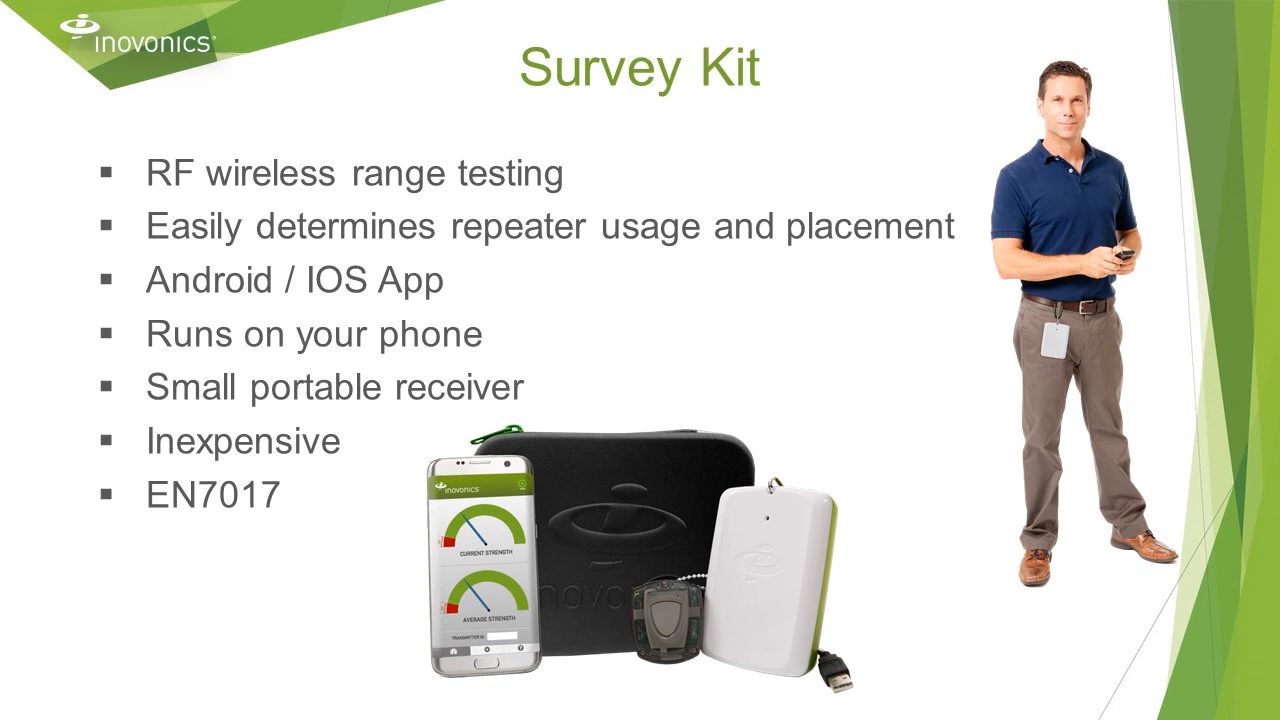 inovonics
Survey Kit
▪ RF wireless range testing
▪ Easily determines repeater usage and placement
▪ Android / IOS App
▪ Runs on your phone
▪ Small portable receiver
▪ Inexpensive
▪ EN7017
inovonics
CURRENT STRENGTH
AVERAGE STRENGTH
TRANSMITTER ID